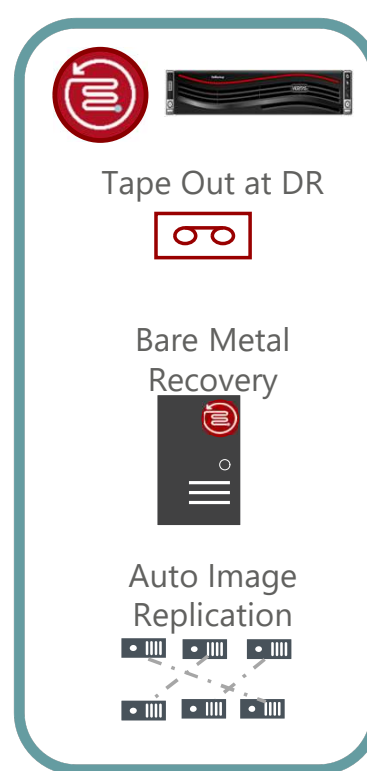 Tape Out at DR
Bare Metal
Recovery
Auto Image
Replication